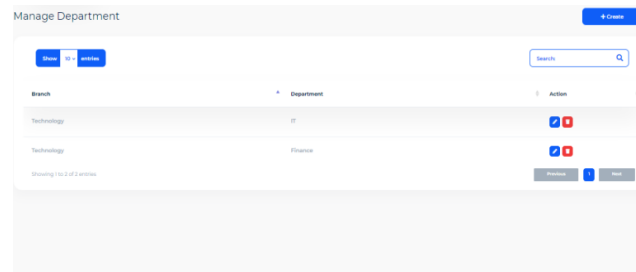 Manage Department
+ Create
Show 10 entries
Search:
Branch Department Action
Technology IT
Technology Finance
Showing 1 to 2 of 2 entries
Previous 1 Next